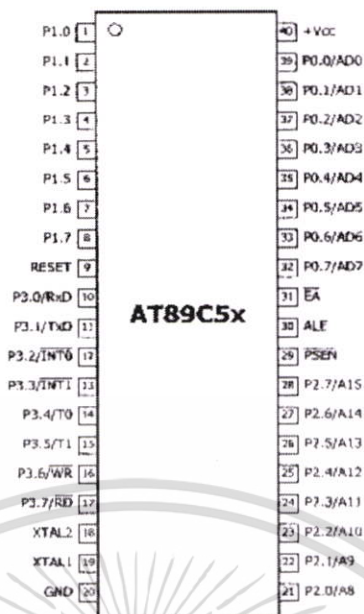 P1.0 1 40 +Vcc
P1.1 2 39 P0.0/AD0
P1.2 3 38 P0.1/AD1
P1.3 4 37 P0.2/AD2
P1.4 5 36 P0.3/AD3
P1.5 6 35 P0.4/AD4
P1.6 7 34 P0.5/AD5
P1.7 8 33 P0.6/AD6
RESET 9 32 P0.7/AD7
P3.0/RxD 10 31 EA
P3.1/TxD 11 AT89C5x 30 ALE
P3.2/INT0 12 29 PSEN
P3.3/INT1 13 28 P2.7/A15
P3.4/T0 14 27 P2.6/A14
P3.5/T1 15 26 P2.5/A13
P3.6/WR 16 25 P2.4/A12
P3.7/RD 17 24 P2.3/A11
XTAL2 18 23 P2.2/A10
XTAL1 19 22 P2.1/A9
GND 20 21 P2.0/A8